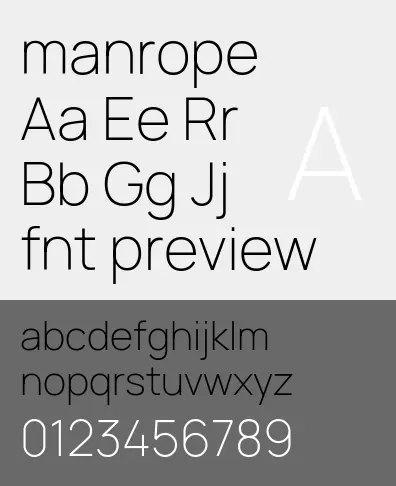 manrope
Aa Ee Rr
A
Bb Gg Jj
fnt preview
abcdefghijklm
nopqrstuvwxyz
0123456789